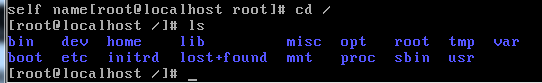 self name[root@localhost root]# cd /
[root@localhost /]# ls
bin dev home lib misc opt root tmp var
boot etc initrd lost+found mnt proc sbin usr
[root@localhost /]# _